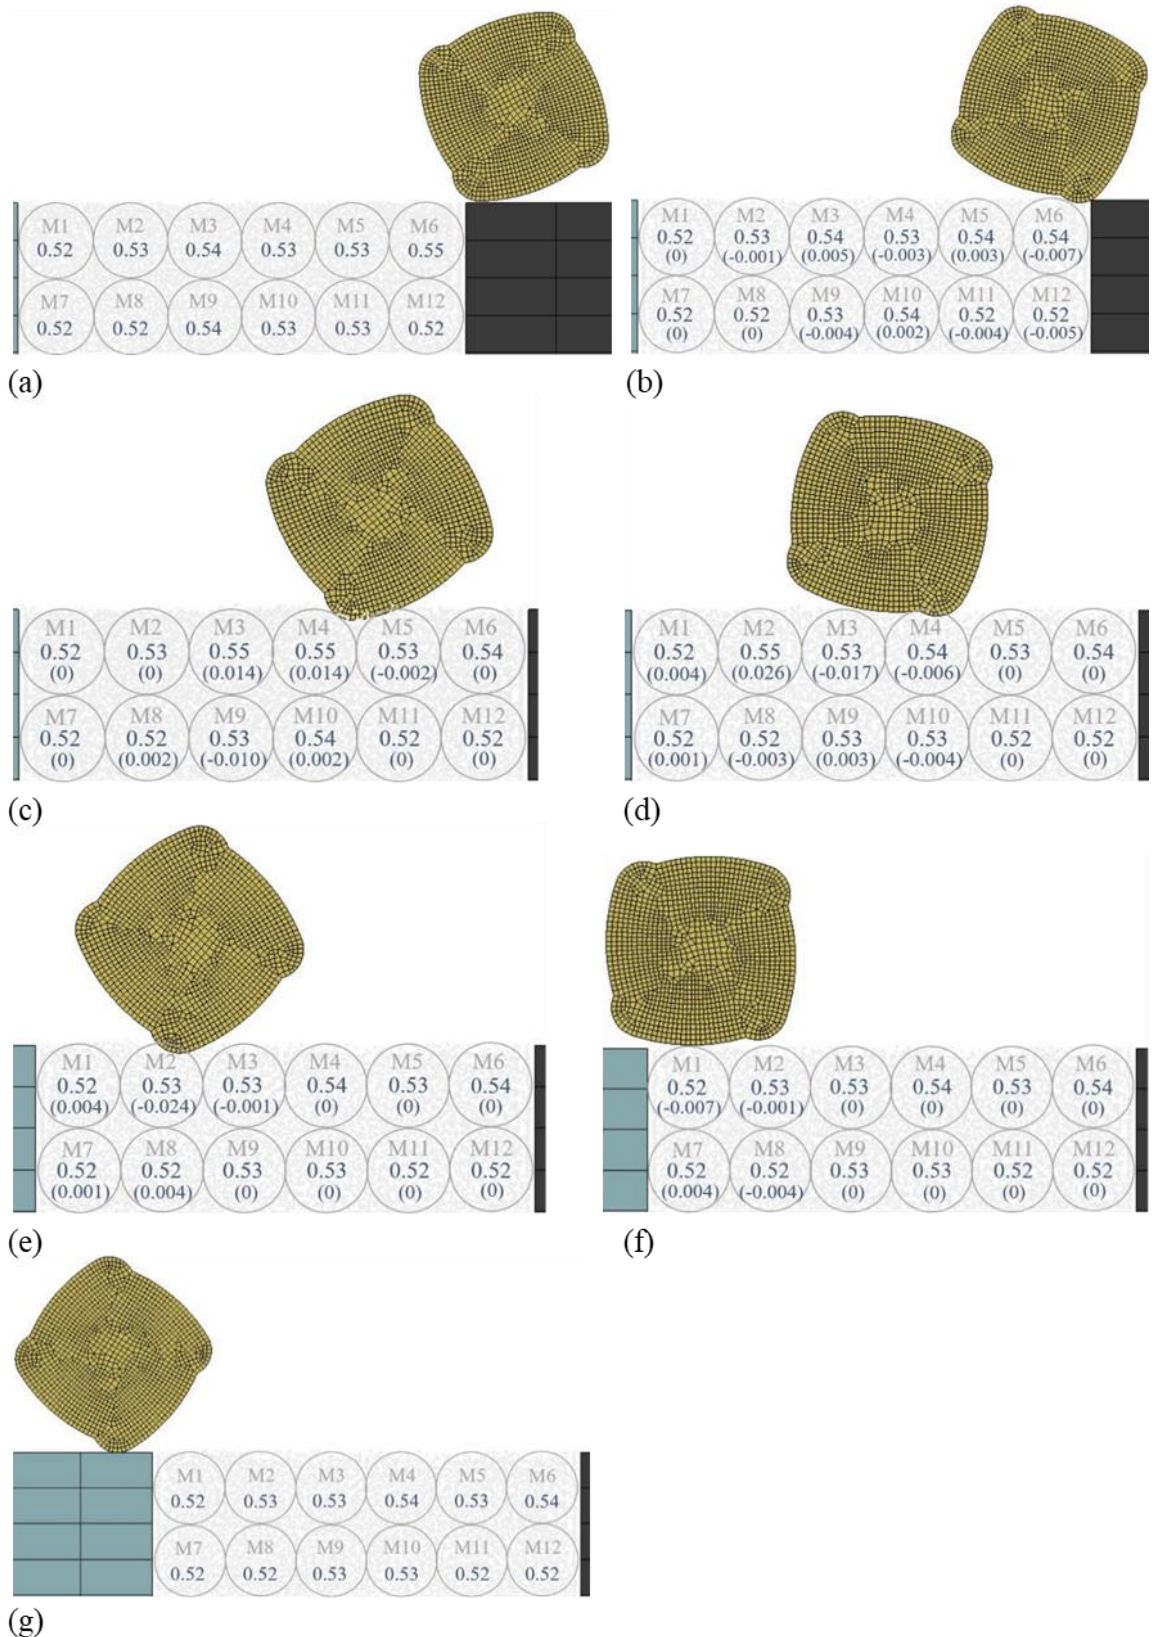 M1 M2 M3 M4 M5 M6
0.52 0.53 0.54 0.53 0.53 0.55
M7 M8 M9 M10 M11 M12
0.52 0.52 0.54 0.53 0.53 0.52
(a)
M1 M2 M3 M4 M5 M6
0.52 0.53 0.54 0.53 0.54 0.54
(0) (-0.001) (0.005) (-0.003) (0.003) (-0.007)
M7 M8 M9 M10 M11 M12
0.52 0.52 0.53 0.54 0.52 0.52
(0) (0) (-0.004) (0.002) (-0.004) (-0.005)
(b)
M1 M2 M3 M4 M5 M6
0.52 0.53 0.55 0.55 0.53 0.54
(0) (0) (0.014) (0.014) (-0.002) (0)
M7 M8 M9 M10 M11 M12
0.52 0.52 0.53 0.54 0.52 0.52
(0) (0.002) (-0.010) (0.002) (0) (0)
(c)
M1 M2 M3 M4 M5 M6
0.52 0.55 0.53 0.54 0.53 0.54
(0.004) (0.026) (-0.017) (-0.006) (0) (0)
M7 M8 M9 M10 M11 M12
0.52 0.52 0.53 0.53 0.52 0.52
(0.001) (-0.003) (0.003) (-0.004) (0) (0)
(d)
M1 M2 M3 M4 M5 M6
0.52 0.53 0.53 0.54 0.53 0.54
(0.004) (-0.024) (-0.001) (0) (0) (0)
M7 M8 M9 M10 M11 M12
0.52 0.52 0.53 0.53 0.52 0.52
(0.001) (0.004) (0) (0) (0) (0)
(e)
M1 M2 M3 M4 M5 M6
0.52 0.53 0.53 0.54 0.53 0.54
(-0.007) (-0.001) (0) (0) (0) (0)
M7 M8 M9 M10 M11 M12
0.52 0.52 0.53 0.53 0.52 0.52
(0.004) (-0.004) (0) (0) (0) (0)
(f)
M1 M2 M3 M4 M5 M6
0.52 0.53 0.53 0.54 0.53 0.54
M7 M8 M9 M10 M11 M12
0.52 0.52 0.53 0.53 0.52 0.52
(g)